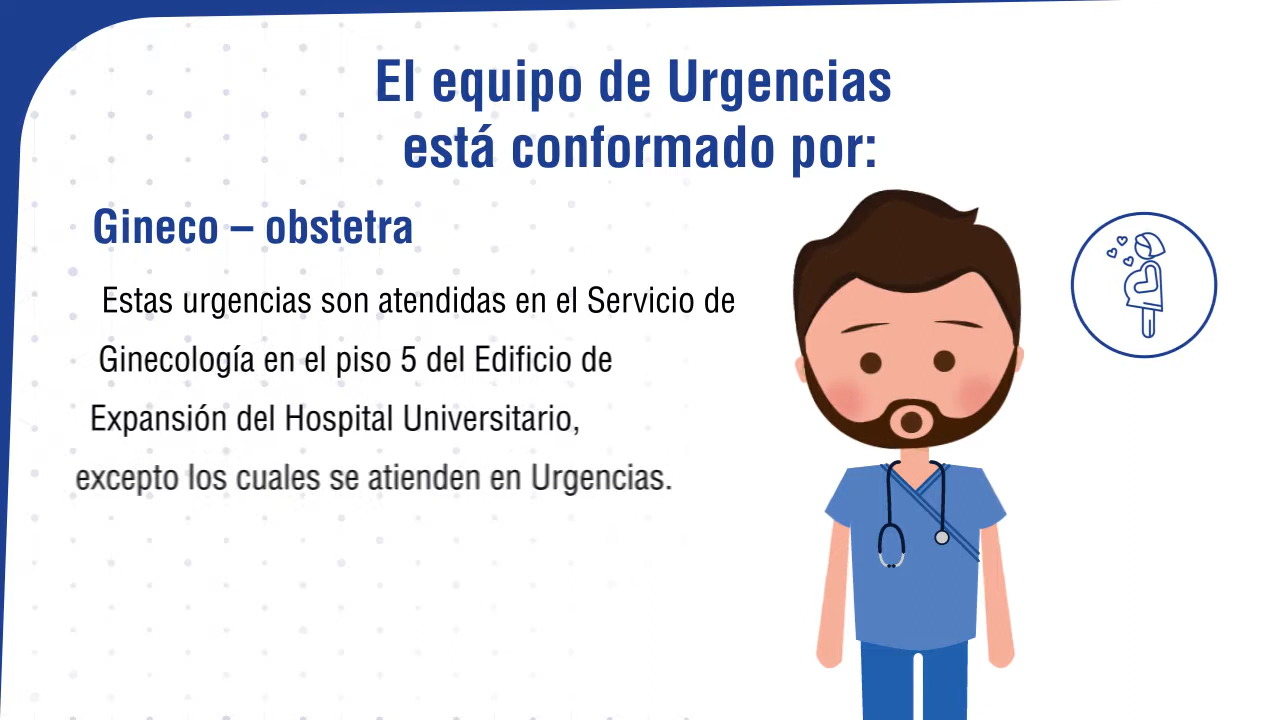 El equipo de Urgencias
está conformado por:
Gineco – obstetra
Estas urgencias son atendidas en el Servicio de
Ginecología en el piso 5 del Edificio de
Expansión del Hospital Universitario,
excepto los cuales se atienden en Urgencias.